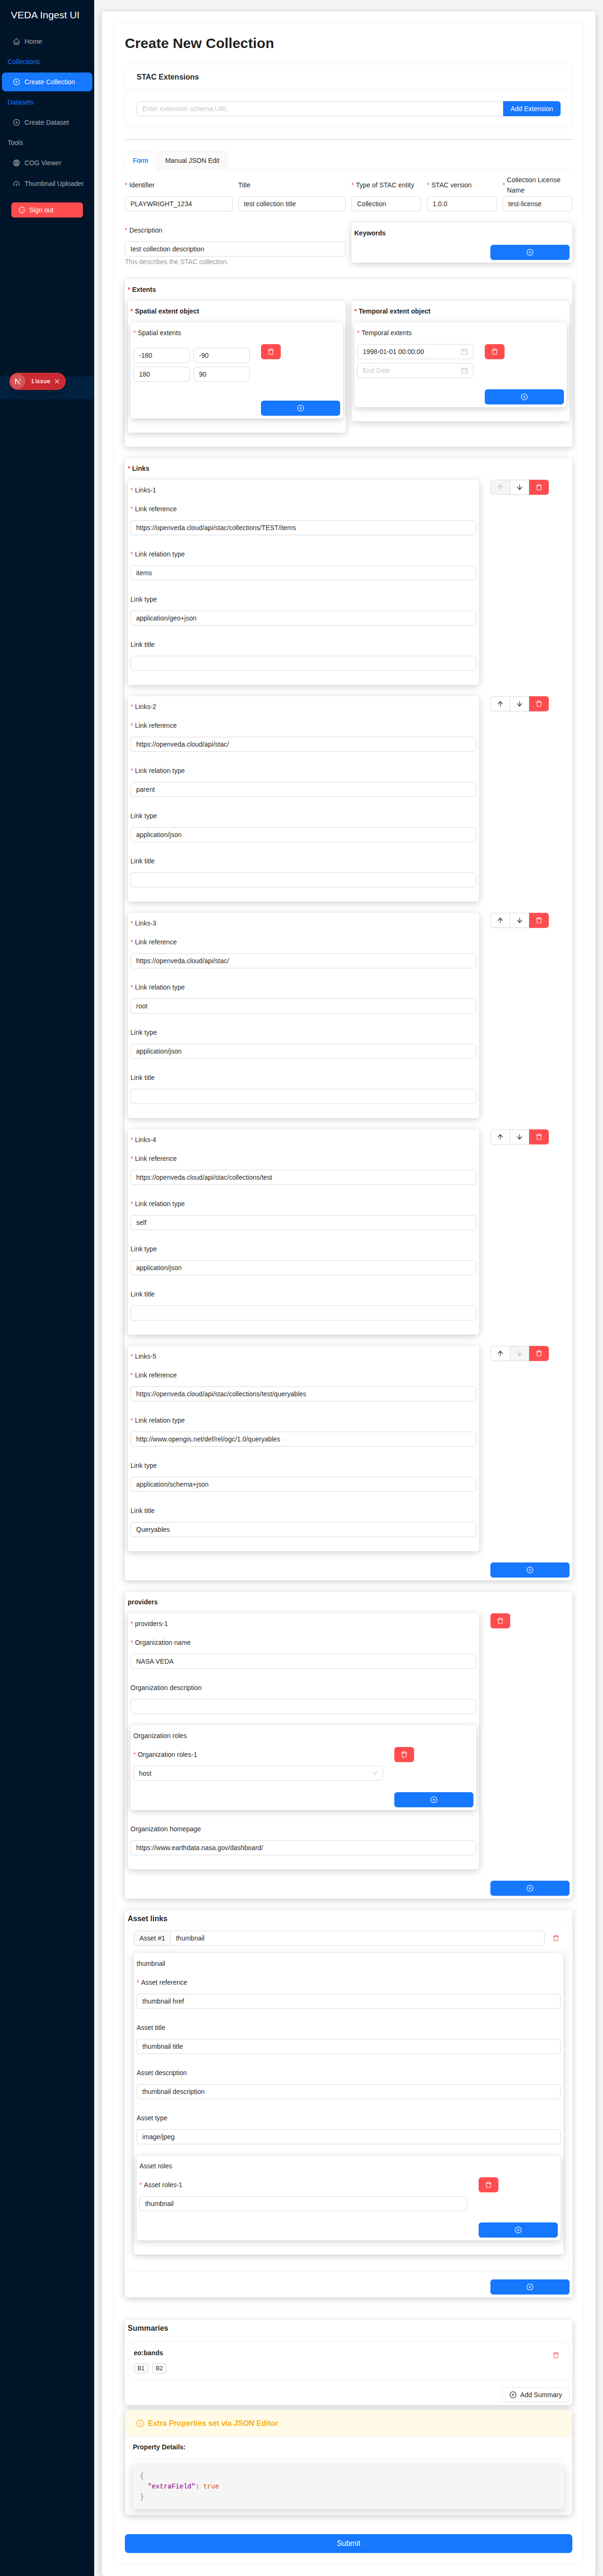 VEDA Ingest UI
Home
Collections
Create Collection
Datasets
Create Dataset
Tools
COG Viewer
Thumbnail Uploader
Sign out
N 1 Issue
Create New Collection
STAC Extensions
Enter extension schema URL
Add Extension
Form Manual JSON Edit
* Identifier
PLAYWRIGHT_1234
Title
test collection title
* Type of STAC entity
Collection
* STAC version
1.0.0
* Collection License Name
test-license
* Description
test collection description
This describes the STAC collection.
Keywords
* Extents
* Spatial extent object
* Spatial extents
-180 -90
180 90
* Temporal extent object
* Temporal extents
1998-01-01 00:00:00
End Date
* Links
* Links-1
* Link reference
https://openveda.cloud/api/stac/collections/TEST/items
* Link relation type
items
Link type
application/geo+json
Link title
* Links-2
* Link reference
https://openveda.cloud/api/stac/
* Link relation type
parent
Link type
application/json
Link title
* Links-3
* Link reference
https://openveda.cloud/api/stac/
* Link relation type
root
Link type
application/json
Link title
* Links-4
* Link reference
https://openveda.cloud/api/stac/collections/test
* Link relation type
self
Link type
application/json
Link title
* Links-5
* Link reference
https://openveda.cloud/api/stac/collections/test/queryables
* Link relation type
http://www.opengis.net/def/rel/ogc/1.0/queryables
Link type
application/schema+json
Link title
Queryables
providers
* providers-1
* Organization name
NASA VEDA
Organization description
Organization roles
* Organization roles-1
host
Organization homepage
https://www.earthdata.nasa.gov/dashboard/
Asset links
Asset #1 thumbnail
thumbnail
* Asset reference
thumbnail href
Asset title
thumbnail title
Asset description
thumbnail description
Asset type
image/jpeg
Asset roles
* Asset roles-1
thumbnail
Summaries
eo:bands
B1 B2
Add Summary
Extra Properties set via JSON Editor
Property Details:
{
"extraField": true
}
Submit